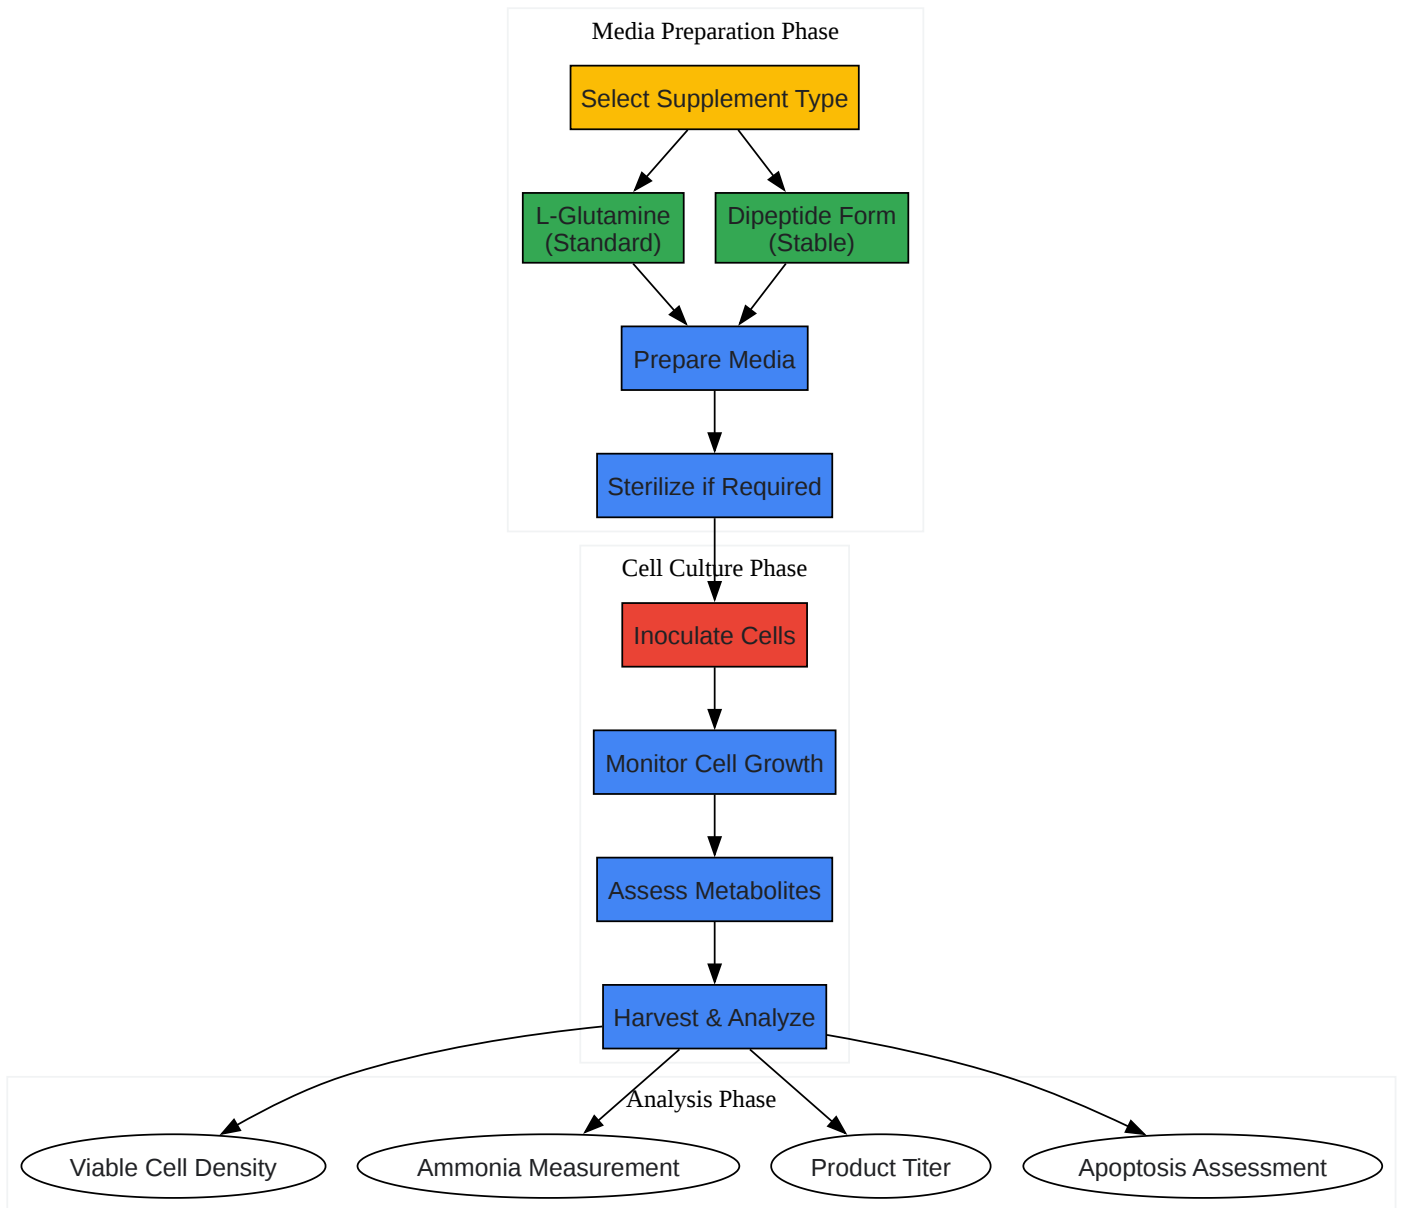 Media Preparation Phase
Select Supplement Type
L-Glutamine
(Standard)
Dipeptide Form
(Stable)
Prepare Media
Sterilize if Required
Cell Culture Phase
Inoculate Cells
Monitor Cell Growth
Assess Metabolites
Harvest & Analyze
Analysis Phase
Viable Cell Density
Ammonia Measurement
Product Titer
Apoptosis Assessment